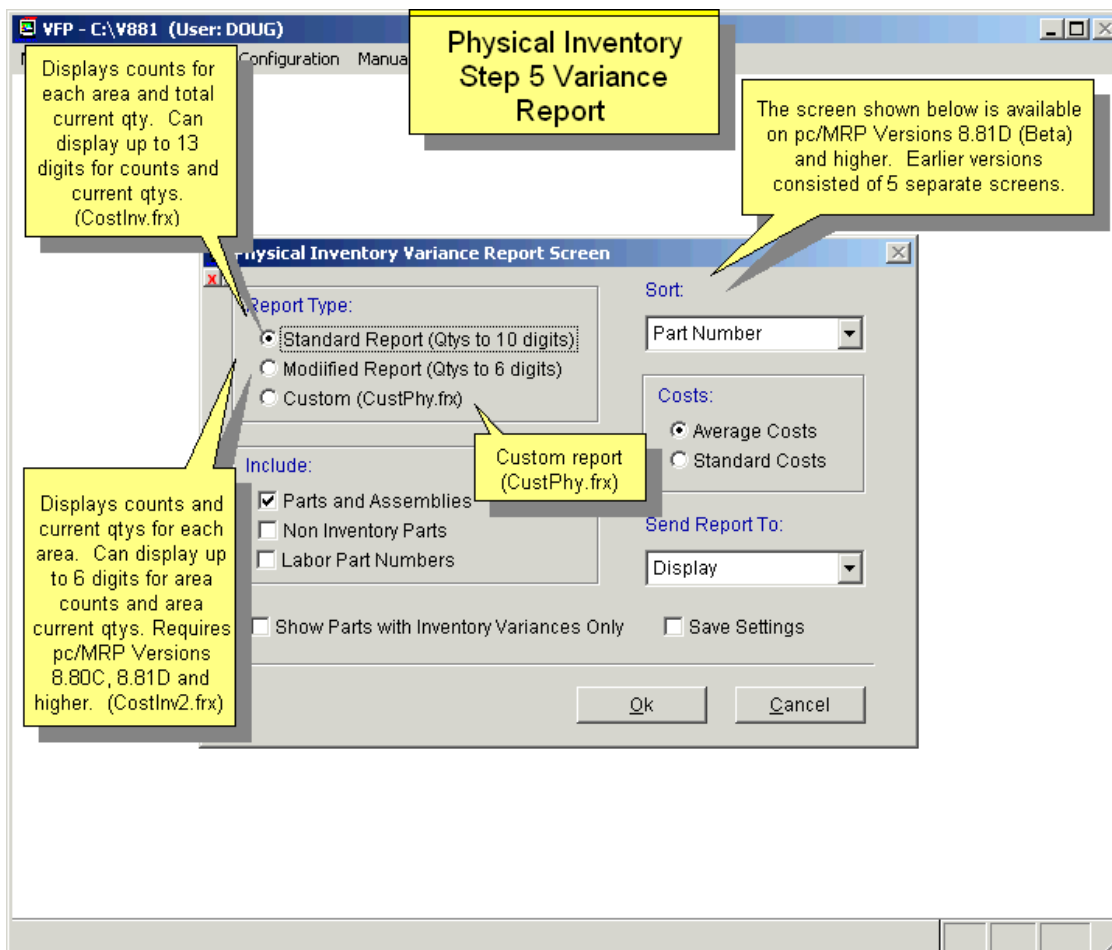 VFP - C:\V881 (User: DOUG)
Configuration Manua
Physical Inventory
Step 5 Variance
Report
Displays counts for
each area and total
current qty. Can
display up to 13
digits for counts and
current qtys.
(CostInv.frx)
The screen shown below is available
on pc/MRP Versions 8.81D (Beta)
and higher. Earlier versions
consisted of 5 separate screens.
Physical Inventory Variance Report Screen
Report Type:
Standard Report (Qtys to 10 digits)
Modiified Report (Qtys to 6 digits)
Custom (CustPhy.frx)
Sort:
Part Number
Costs:
Average Costs
Standard Costs
Custom report
(CustPhy.frx)
Include:
Parts and Assemblies
Non Inventory Parts
Labor Part Numbers
Send Report To:
Display
Displays counts and
current qtys for each
area. Can display up
to 6 digits for area
counts and area
current qtys. Requires
pc/MRP Versions
8.80C, 8.81D and
higher. (CostInv2.frx)
Show Parts with Inventory Variances Only
Save Settings
Ok
Cancel